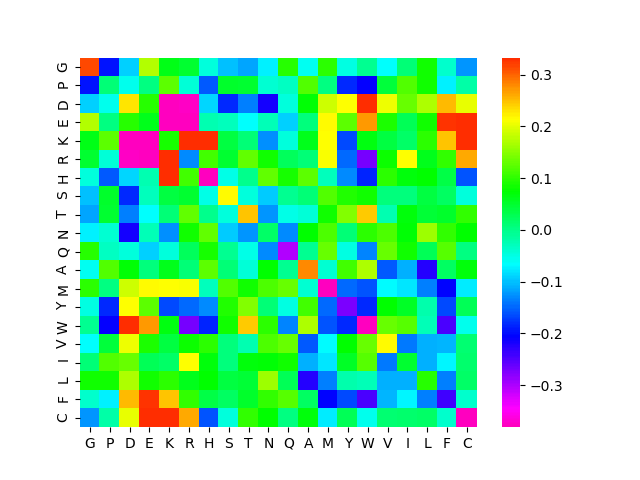 G
P
D
E
K
R
H
S
T
N
Q
A
M
Y
W
V
I
L
F
C
G P D E K R H S T N Q A M Y W V I L F C
0.3
0.2
0.1
0.0
−0.1
−0.2
−0.3